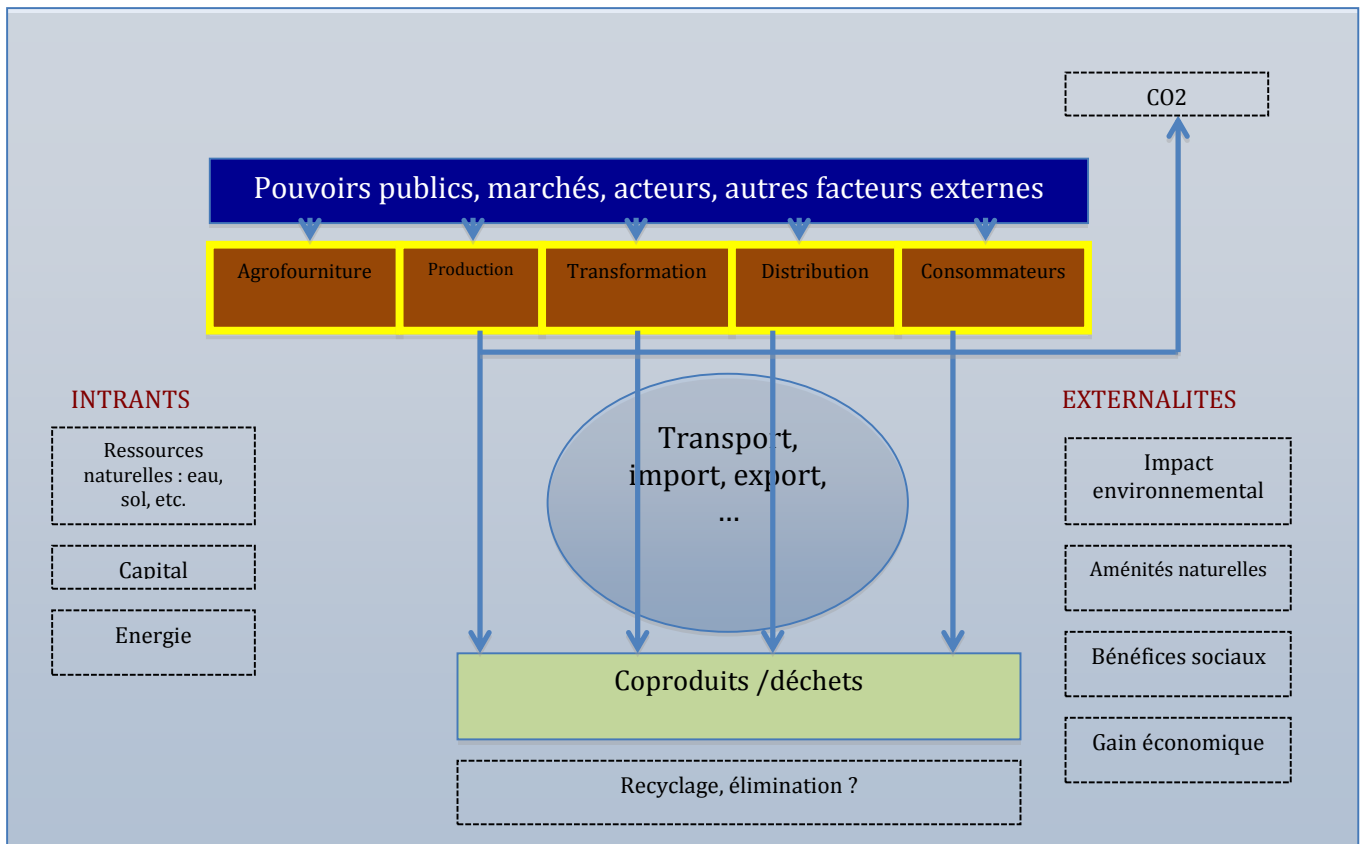 CO2
Pouvoirs publics, marchés, acteurs, autres facteurs externes
Agrofourniture
Production
Transformation
Distribution
Consommateurs
INTRANTS
Ressources
naturelles : eau,
sol, etc.
Capital
Energie
Transport,
import, export,
...
EXTERNALITES
Impact
environnemental
Aménités naturelles
Bénéfices sociaux
Gain économique
Coproduits /déchets
Recyclage, élimination ?